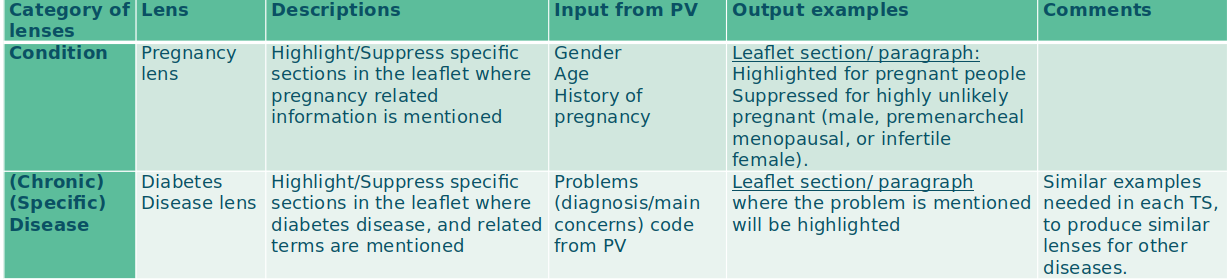 Category of lenses
Lens
Descriptions
Input from PV
Output examples
Comments
Condition
Pregnancy
lens
Highlight/Suppress specific
sections in the leaflet where
pregnancy related
information is mentioned
Gender
Age
History of
pregnancy
Leaflet section/ paragraph:
Highlighted for pregnant people
Suppressed for highly unlikely
pregnant (male, premenarcheal
menopausal, or infertile
female).
(Chronic)
(Specific)
Disease
Diabetes
Disease lens
Highlight/Suppress specific
sections in the leaflet where
diabetes disease, and related
terms are mentioned
Problems
(diagnosis/main
concerns) code
from PV
Leaflet section/ paragraph
where the problem is mentioned
will be highlighted
Similar examples
needed in each TS,
to produce similar
lenses for other
diseases.